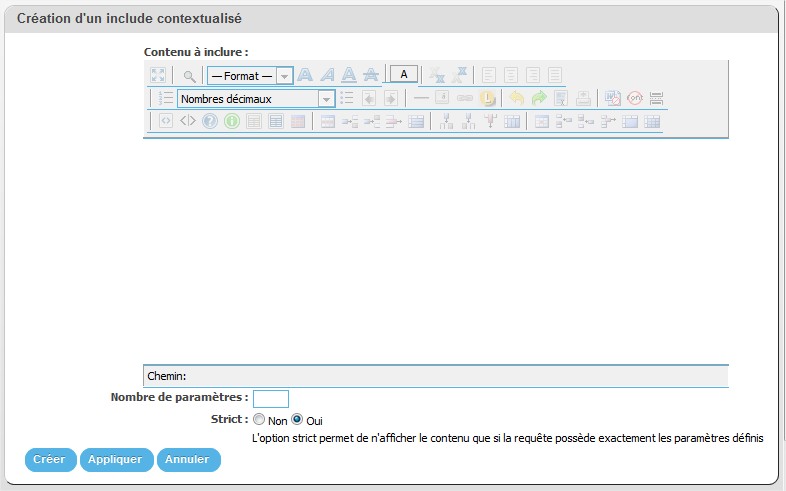 Création d'un include contextualisé
Contenu à inclure :
— Format — A A A A A
Nombres décimaux
Chemin:
Nombre de paramètres :
Strict : Non Oui
L'option strict permet de n'afficher le contenu que si la requête possède exactement les paramètres définis
Créer Appliquer Annuler